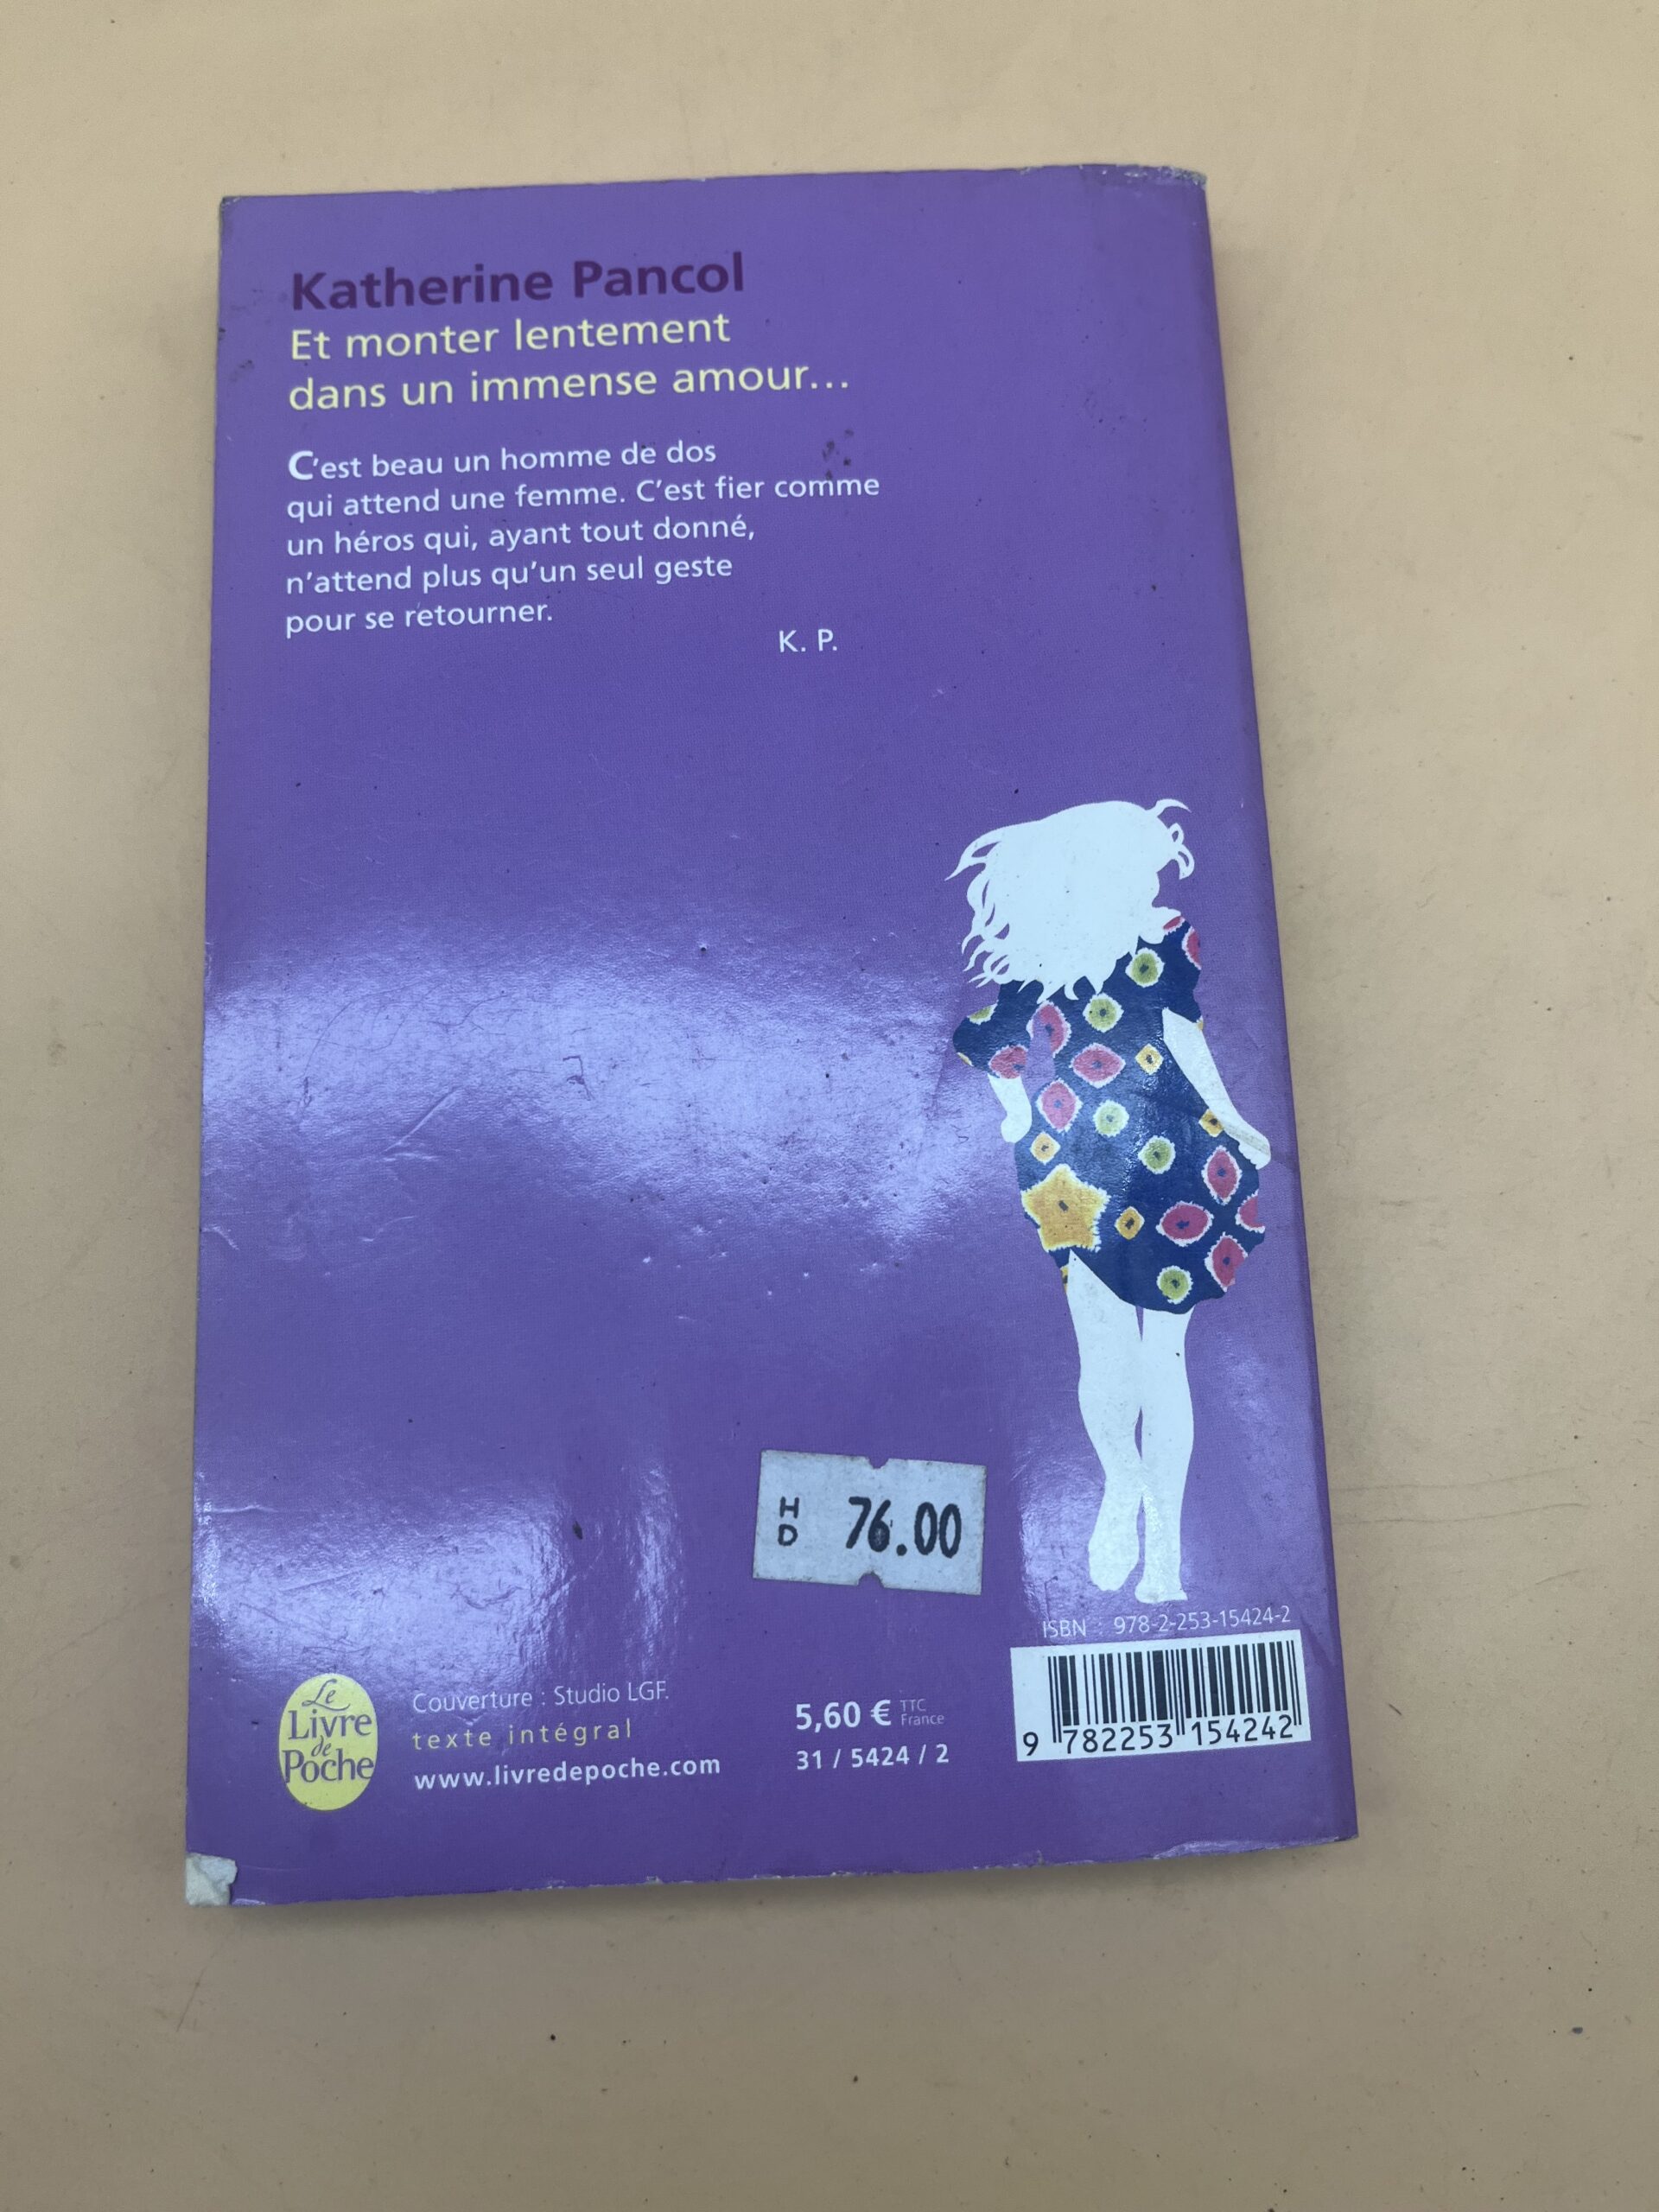 Katherine Pancol
Et monter lentement
dans un immense amour...
C'est beau un homme de dos
qui attend une femme. C'est fier comme
un héros qui, ayant tout donné,
n'attend plus qu'un seul geste
pour se retourner.
K. P.
H
D
76.00
ISBN : 978-2-253-15424-2
9 782253 154242
Le
Livre
de
Poche
Couverture : Studio LGF.
texte intégral
www.livredepoche.com
5,60 € TTC
France
31 / 5424 / 2